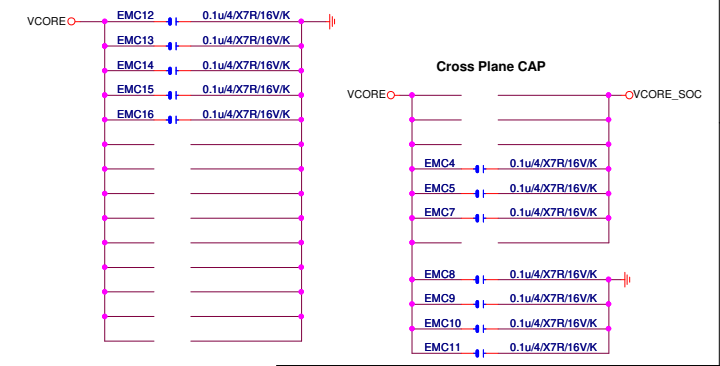 VCORE
EMC12 0.1u/4/X7R/16V/K
EMC13 0.1u/4/X7R/16V/K
EMC14 0.1u/4/X7R/16V/K
EMC15 0.1u/4/X7R/16V/K
EMC16 0.1u/4/X7R/16V/K
Cross Plane CAP
VCORE VCORE_SOC
EMC4 0.1u/4/X7R/16V/K
EMC5 0.1u/4/X7R/16V/K
EMC7 0.1u/4/X7R/16V/K
EMC8 0.1u/4/X7R/16V/K
EMC9 0.1u/4/X7R/16V/K
EMC10 0.1u/4/X7R/16V/K
EMC11 0.1u/4/X7R/16V/K